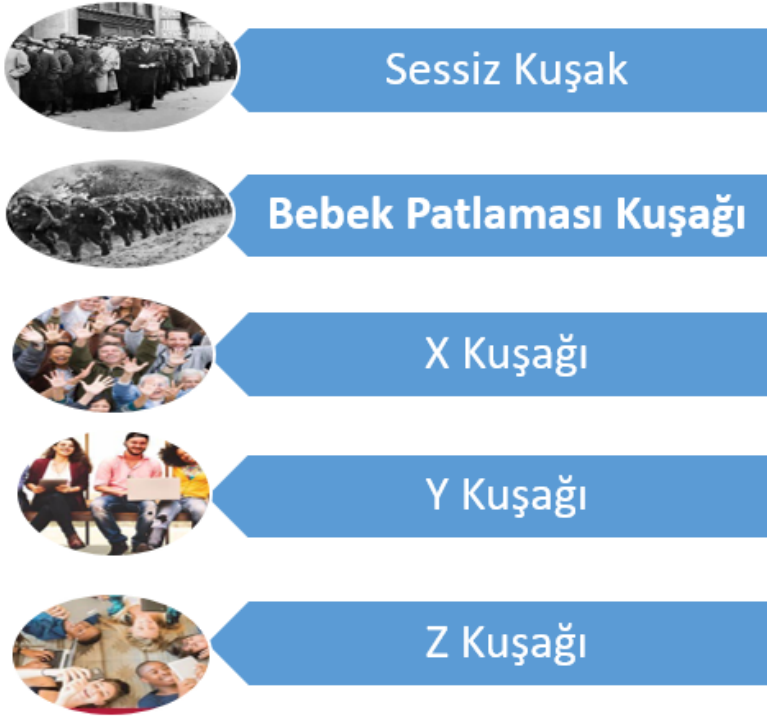 Sessiz Kuşak
Bebek Patlaması Kuşağı
X Kuşağı
Y Kuşağı
Z Kuşağı